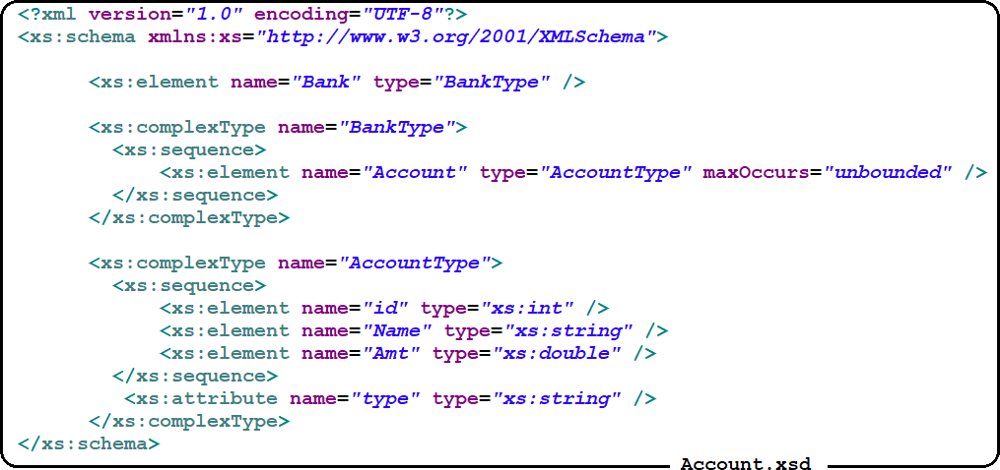 <?xml version="1.0" encoding="UTF-8"?>
<xs:schema xmlns:xs="http://www.w3.org/2001/XMLSchema">
<xs:element name="Bank" type="BankType" />
<xs:complexType name="BankType">
<xs:sequence>
<xs:element name="Account" type="AccountType" maxOccurs="unbounded" />
</xs:sequence>
</xs:complexType>
<xs:complexType name="AccountType">
<xs:sequence>
<xs:element name="id" type="xs:int" />
<xs:element name="Name" type="xs:string" />
<xs:element name="Amt" type="xs:double" />
</xs:sequence>
<xs:attribute name="type" type="xs:string" />
</xs:complexType>
</xs:schema>
Account.xsd